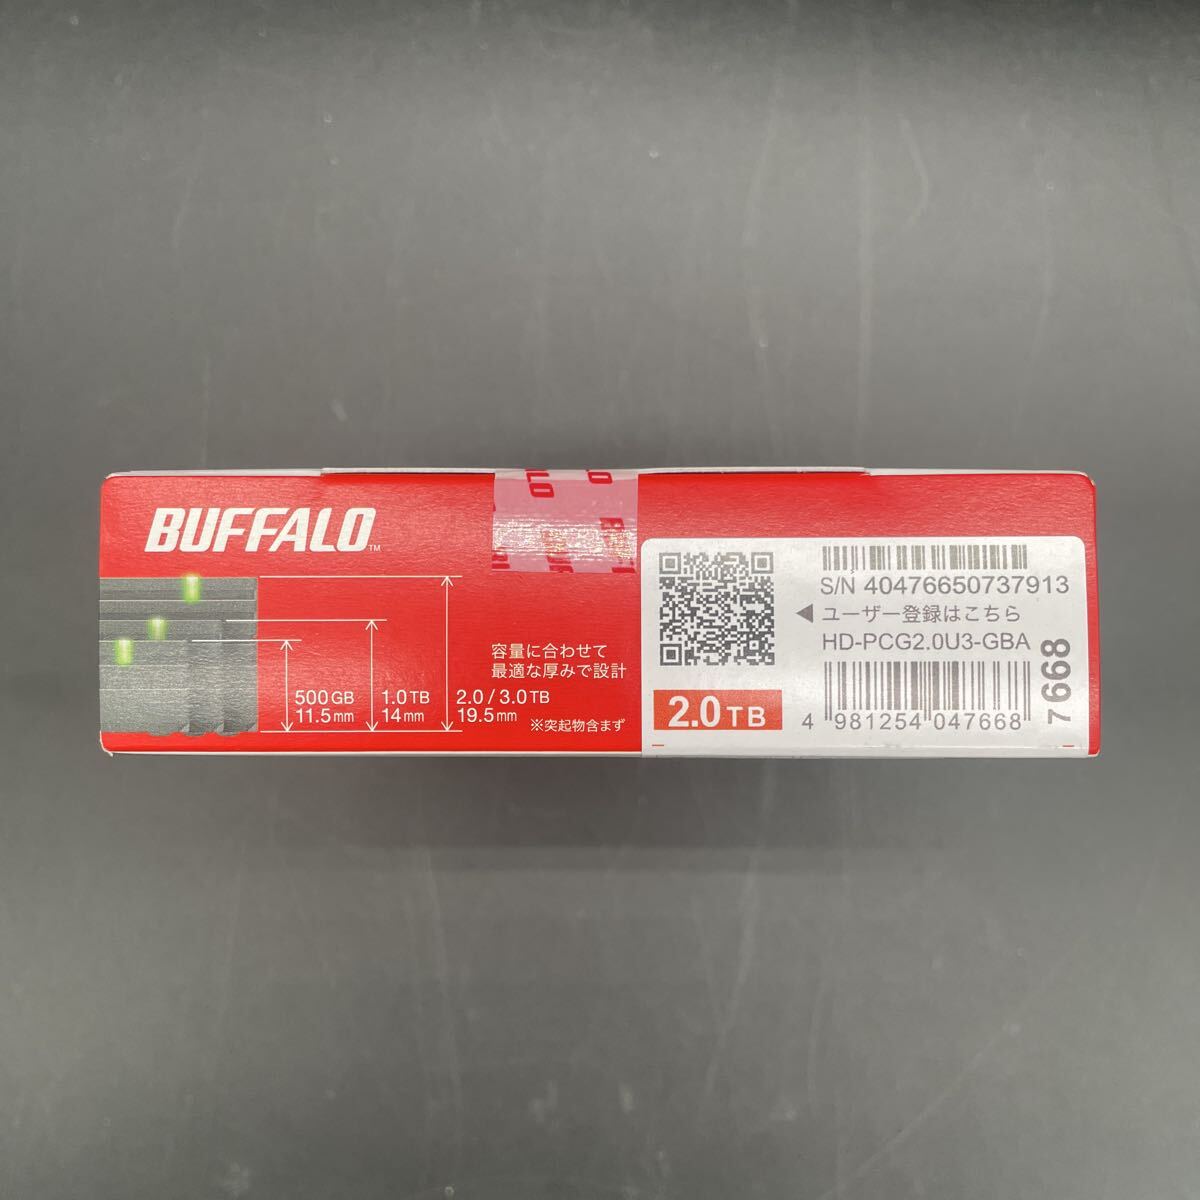 BUFFALO™
500GB
11.5mm
1.0TB
14mm
2.0/3.0TB
19.5mm
容量に合わせて
最適な厚みで設計
※突起物含まず
S/N 40476650737913
◀ ユーザー登録はこちら
HD-PCG2.0U3-GBA
2.0TB
4 981254 047668
7668